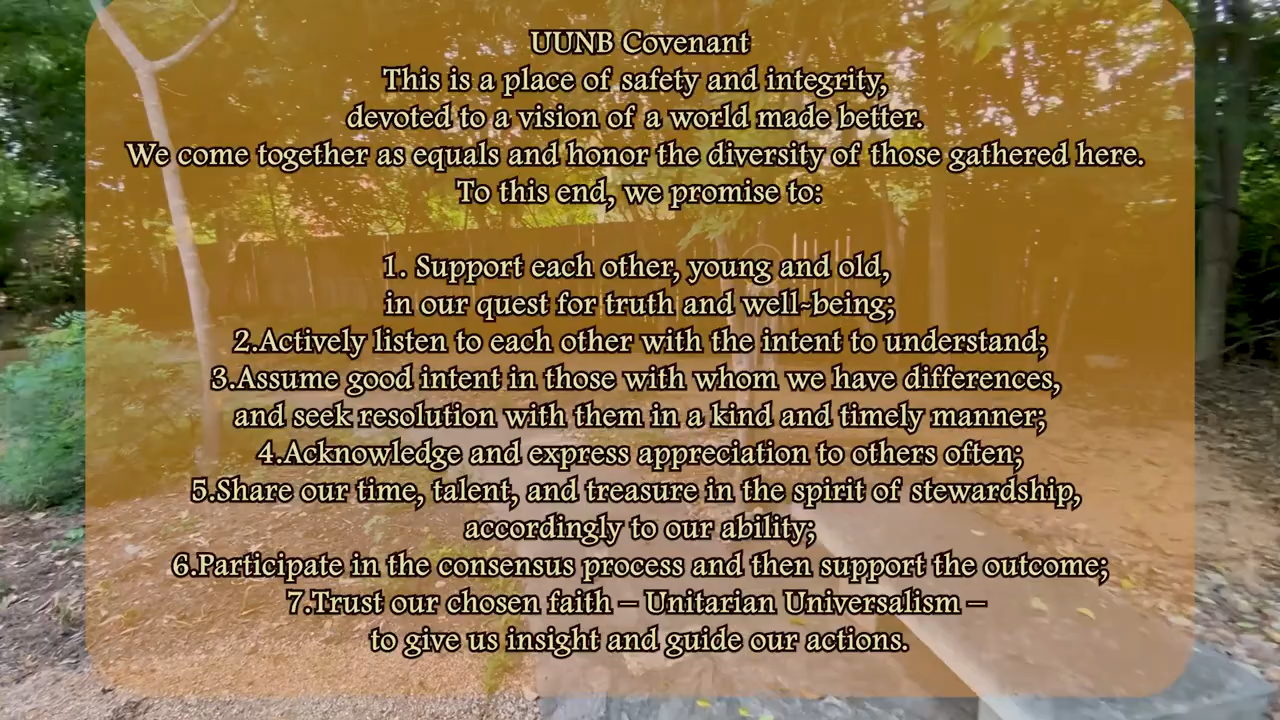 UUNB Covenant
This is a place of safety and integrity,
devoted to a vision of a world made better.
We come together as equals and honor the diversity of those gathered here.
To this end, we promise to:
1. Support each other, young and old,
in our quest for truth and well-being;
2.Actively listen to each other with the intent to understand;
3.Assume good intent in those with whom we have differences,
and seek resolution with them in a kind and timely manner;
4.Acknowledge and express appreciation to others often;
5.Share our time, talent, and treasure in the spirit of stewardship,
accordingly to our ability;
6.Participate in the consensus process and then support the outcome;
7.Trust our chosen faith – Unitarian Universalism –
to give us insight and guide our actions.